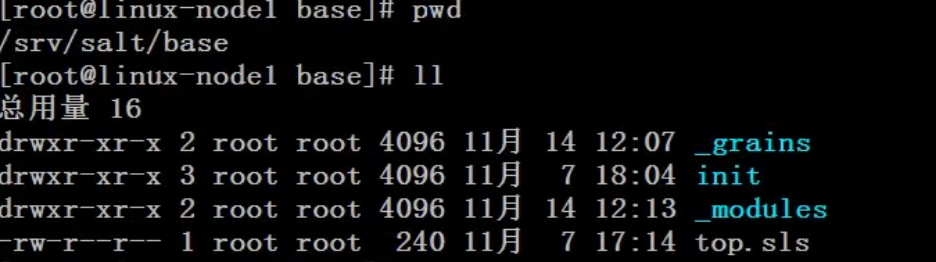 [root@linux-node1 base]# pwd
/srv/salt/base
[root@linux-node1 base]# ll
总用量 16
drwxr-xr-x 2 root root 4096 11月 14 12:07 _grains
drwxr-xr-x 3 root root 4096 11月  7 18:04 init
drwxr-xr-x 2 root root 4096 11月 14 12:13 _modules
-rw-r--r-- 1 root root  240 11月  7 17:14 top.sls